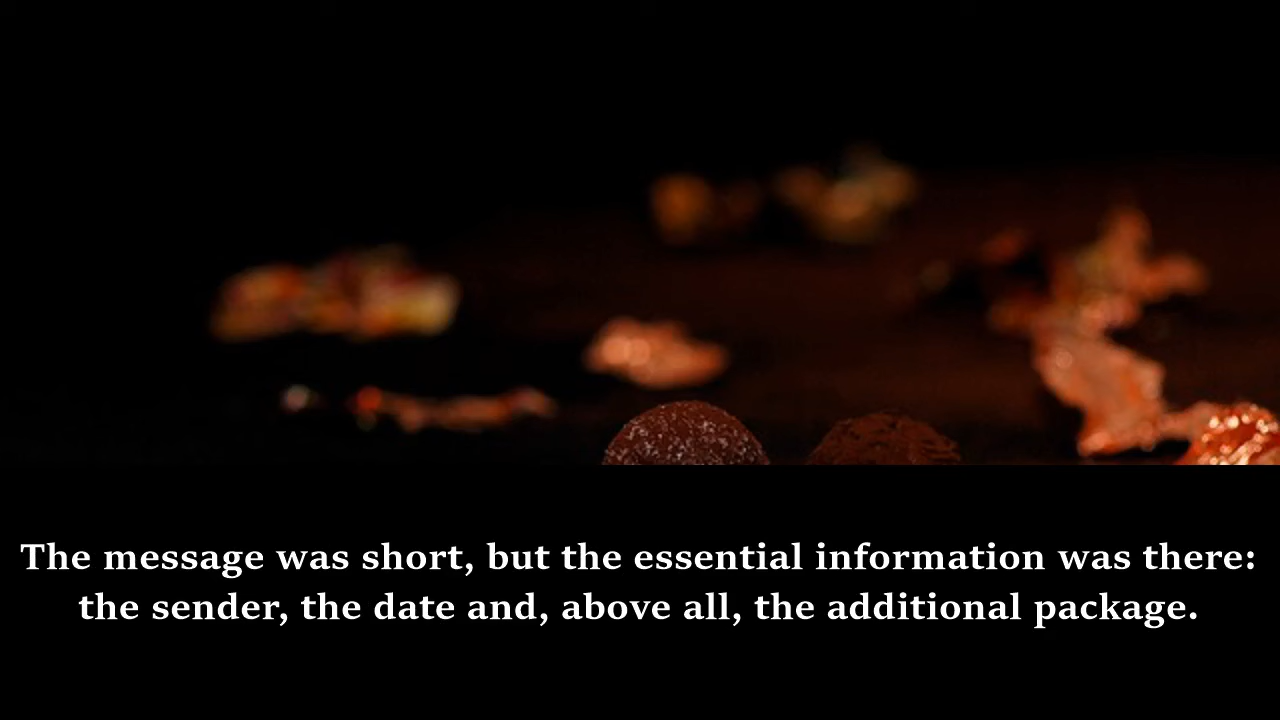 The message was short, but the essential information was there:
the sender, the date and, above all, the additional package.